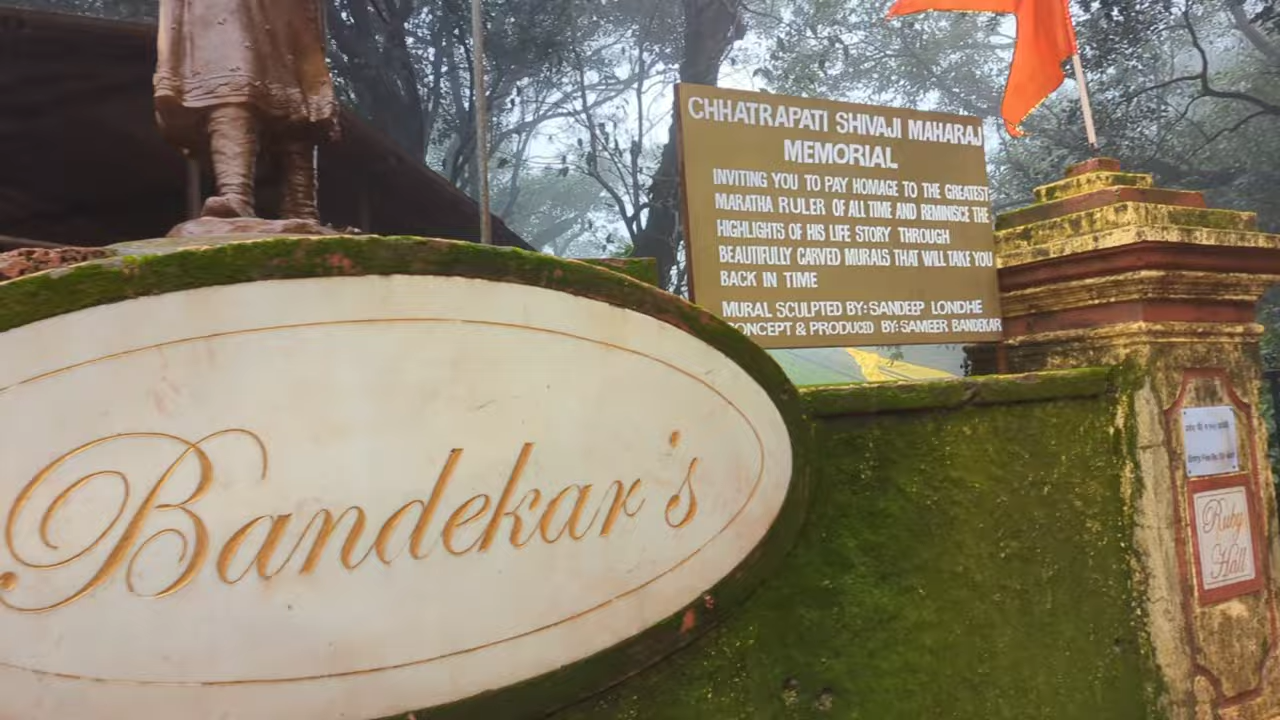 CHHATRAPATI SHIVAJI MAHARAJ
MEMORIAL
INVITING YOU TO PAY HOMAGE TO THE GREATEST
MARATHA RULER OF ALL TIME AND REMINISCE THE
HIGHLIGHTS OF HIS LIFE STORY THROUGH
BEAUTIFULLY CARVED MURALS THAT WILL TAKE YOU
BACK IN TIME
MURAL SCULPTED BY: SANDEEP LONDHE
CONCEPT & PRODUCED BY: SAMEER BANDEKAR
Bandekar's
Ruby
Hall